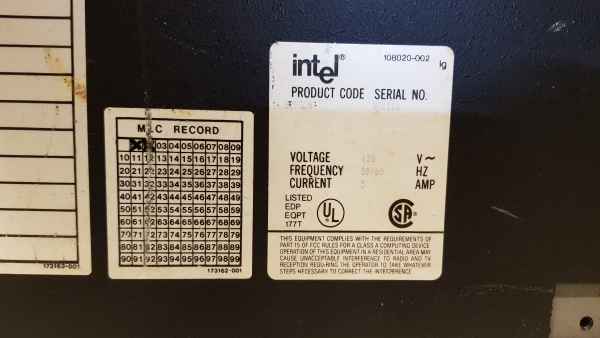 intel®
108020-002
ig
PRODUCT CODE SERIAL NO.
VOLTAGE V~
FREQUENCY HZ
CURRENT AMP
LISTED
EDP
EQPT
177T
UL
SA
THIS EQUIPMENT COMPLIES WITH THE REQUIREMENTS OF
PART 15 OF FCC RULES FOR A CLASS A COMPUTING DEVICE
OPERATION OF THIS EQUIPMENT IN A RESIDENTIAL AREA MAY
CAUSE UNACCEPTABLE INTERFERENCE TO RADIO AND TV
RECEPTION REQUIRING THE OPERATOR TO TAKE WHATEVER
STEPS NECESSARY TO CORRECT THE INTERFERENCE
RECORD
03 04 05 06 07 08 09
10 11 12 13 14 15 16 17 18 19
20 21 22 23 24 25 26 27 28 29
30 31 32 33 34 35 36 37 38 39
40 41 42 43 44 45 46 47 48 49
50 51 52 53 54 55 56 57 58 59
60 61 62 63 64 65 66 67 68 69
70 71 72 73 74 75 76 77 78 79
80 81 82 83 84 85 86 87 88 89
90 91 92 93 94 95 96 97 98 99
173162-001
173163-001